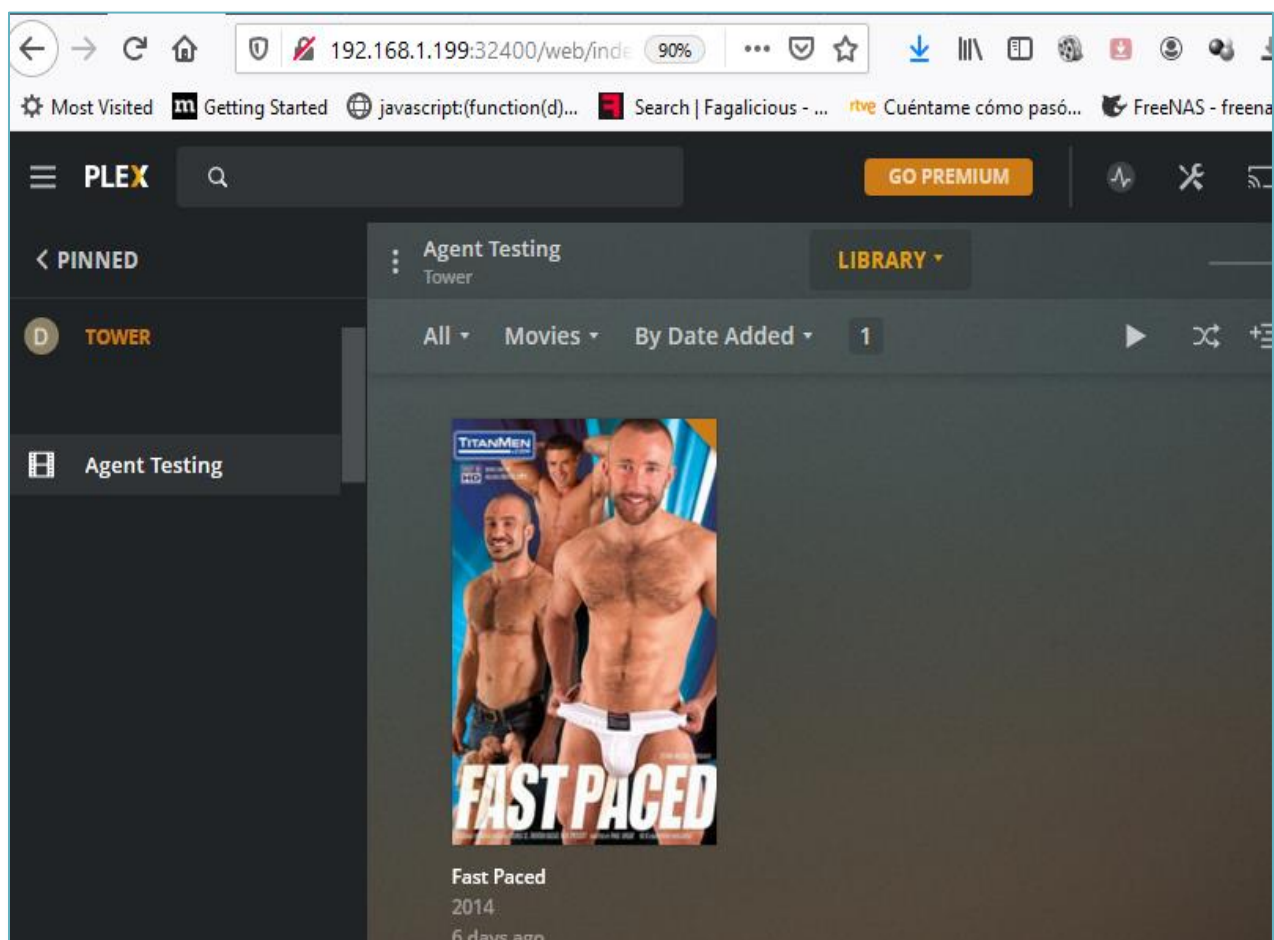 192.168.1.199:32400/web/inde 90%
Most Visited m Getting Started javascript:(function(d)... Search | Fagalicious - ... rtve Cuéntame cómo pasó... FreeNAS - freena
PLEX GO PREMIUM
PINNED
Agent Testing
Tower
LIBRARY
D TOWER
All Movies By Date Added 1
Agent Testing
TITANMEN
.COM
HD
FAST PACED
Fast Paced
2014
6 days ago